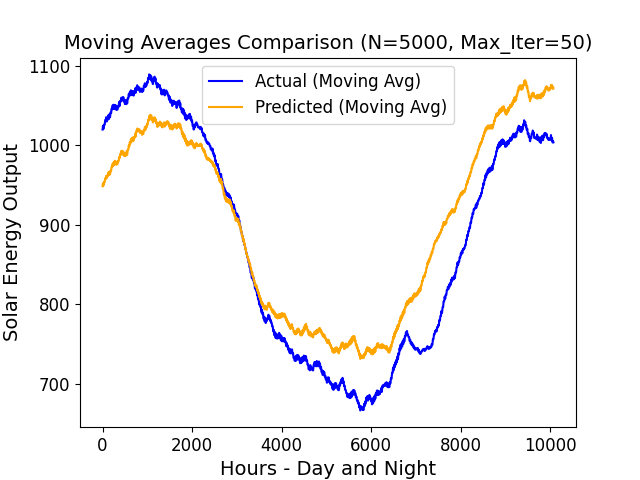 Moving Averages Comparison (N=5000, Max_Iter=50)
Actual (Moving Avg)
Predicted (Moving Avg)
Solar Energy Output
1100
1000
900
800
700
0 2000 4000 6000 8000 10000
Hours - Day and Night